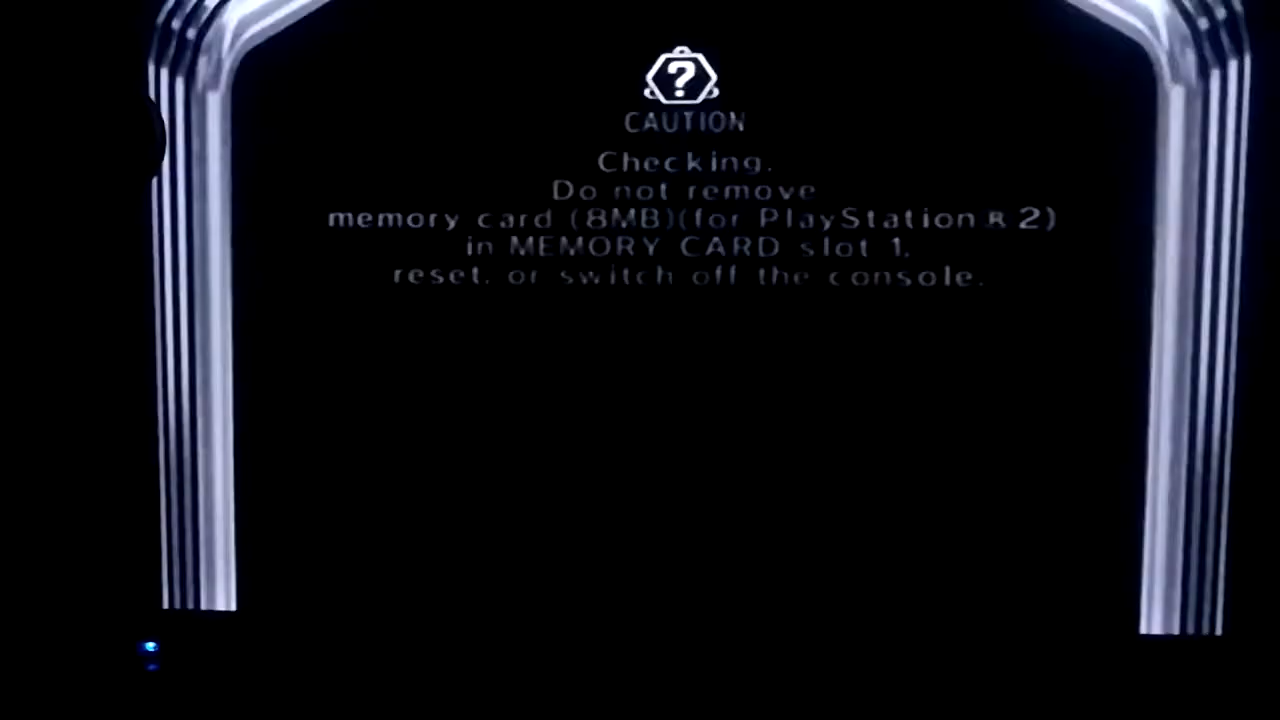 ?
CAUTION
Checking.
Do not remove
memory card (8MB)(for PlayStation R 2)
in MEMORY CARD slot 1,
reset, or switch off the console.